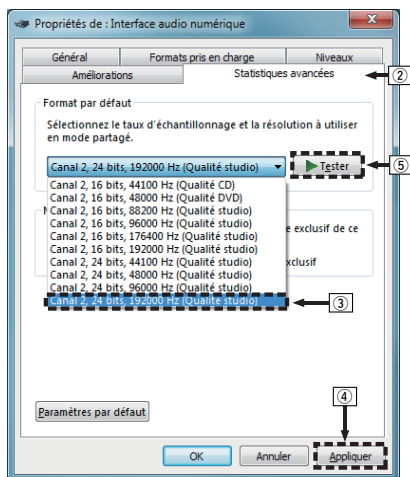 Propriétés de : Interface audio numérique
Général Formats pris en charge Niveaux
Améliorations Statistiques avancées
②
Format par défaut
Sélectionnez le taux d'échantillonnage et la résolution à utiliser
en mode partagé.
Canal 2, 24 bits, 192000 Hz (Qualité studio) Tester
⑤
Canal 2, 16 bits, 44100 Hz (Qualité CD)
Canal 2, 16 bits, 48000 Hz (Qualité DVD)
Canal 2, 16 bits, 88200 Hz (Qualité studio)
Canal 2, 16 bits, 96000 Hz (Qualité studio)
Canal 2, 16 bits, 176400 Hz (Qualité studio)
Canal 2, 16 bits, 192000 Hz (Qualité studio)
Canal 2, 24 bits, 44100 Hz (Qualité studio)
Canal 2, 24 bits, 48000 Hz (Qualité studio)
Canal 2, 24 bits, 96000 Hz (Qualité studio)
Canal 2, 24 bits, 192000 Hz (Qualité studio)
e exclusif de ce
xclusif
③
④
Paramètres par défaut
OK Annuler Appliquer